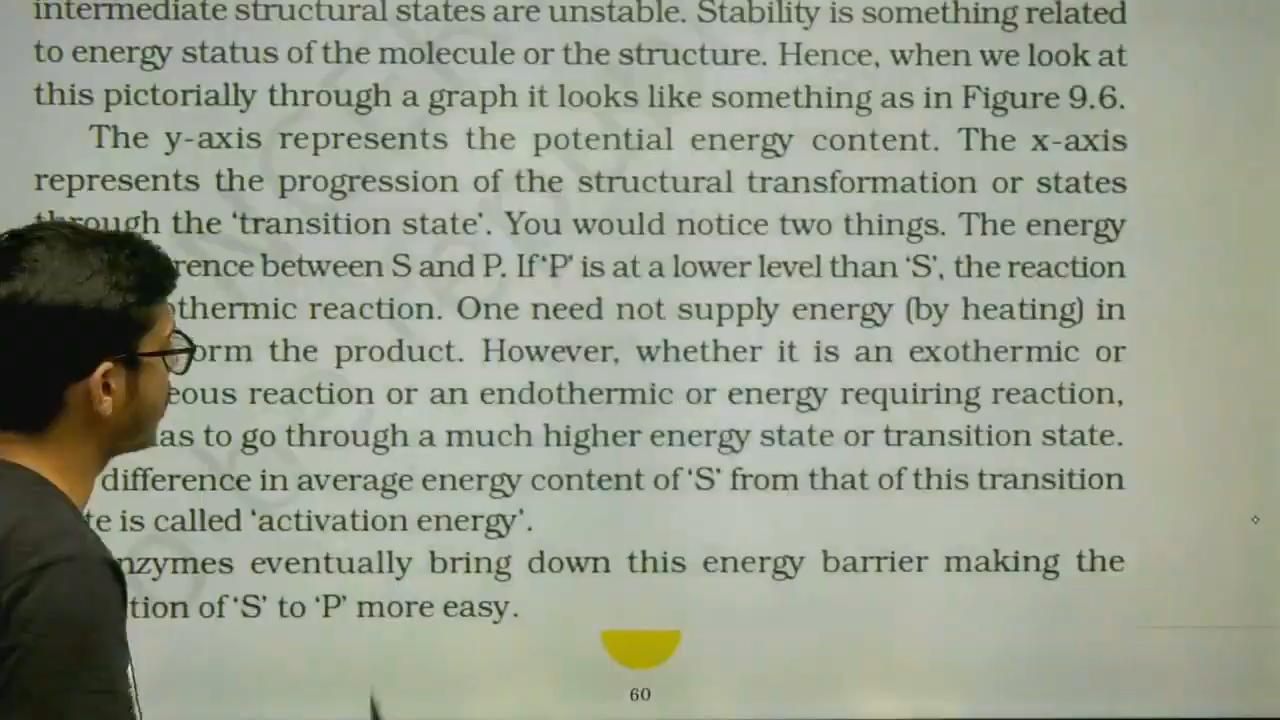 intermediate structural states are unstable. Stability is something related
to energy status of the molecule or the structure. Hence, when we look at
this pictorially through a graph it looks like something as in Figure 9.6.
The y-axis represents the potential energy content. The x-axis
represents the progression of the structural transformation or states
through the ‘transition state’. You would notice two things. The energy
rence between S and P. If ‘P’ is at a lower level than ‘S’, the reaction
thermic reaction. One need not supply energy (by heating) in
orm the product. However, whether it is an exothermic or
eous reaction or an endothermic or energy requiring reaction,
as to go through a much higher energy state or transition state.
difference in average energy content of ‘S’ from that of this transition
te is called ‘activation energy’.
nzymes eventually bring down this energy barrier making the
tion of ‘S’ to ‘P’ more easy.
60